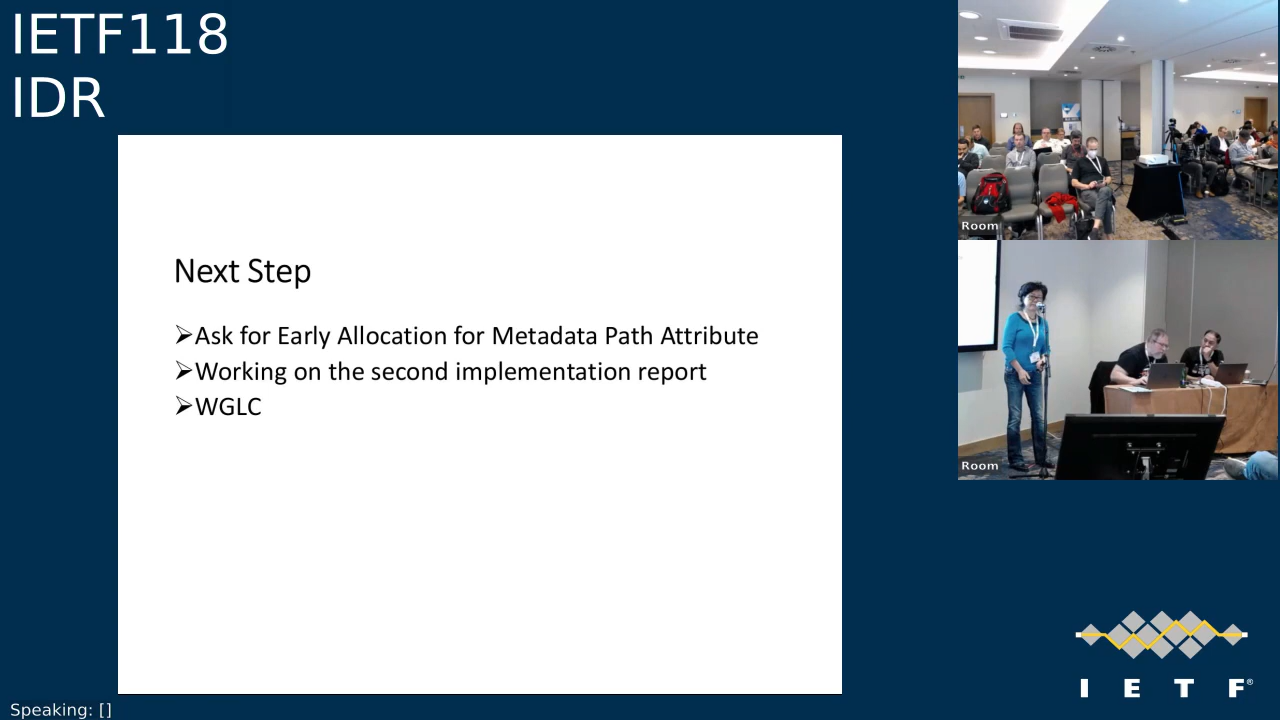 IETF118
IDR
Next Step
➢Ask for Early Allocation for Metadata Path Attribute
➢Working on the second implementation report
➢WGLC
Room
Room
I E T F®
Speaking: []